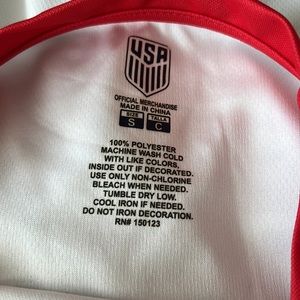 USA
OFFICIAL MERCHANDISE
MADE IN CHINA
SIZE TALLA
S C
100% POLYESTER
MACHINE WASH COLD
WITH LIKE COLORS,
INSIDE OUT IF DECORATED.
USE ONLY NON-CHLORINE
BLEACH WHEN NEEDED.
TUMBLE DRY LOW.
COOL IRON IF NEEDED.
DO NOT IRON DECORATION.
RN# 150123